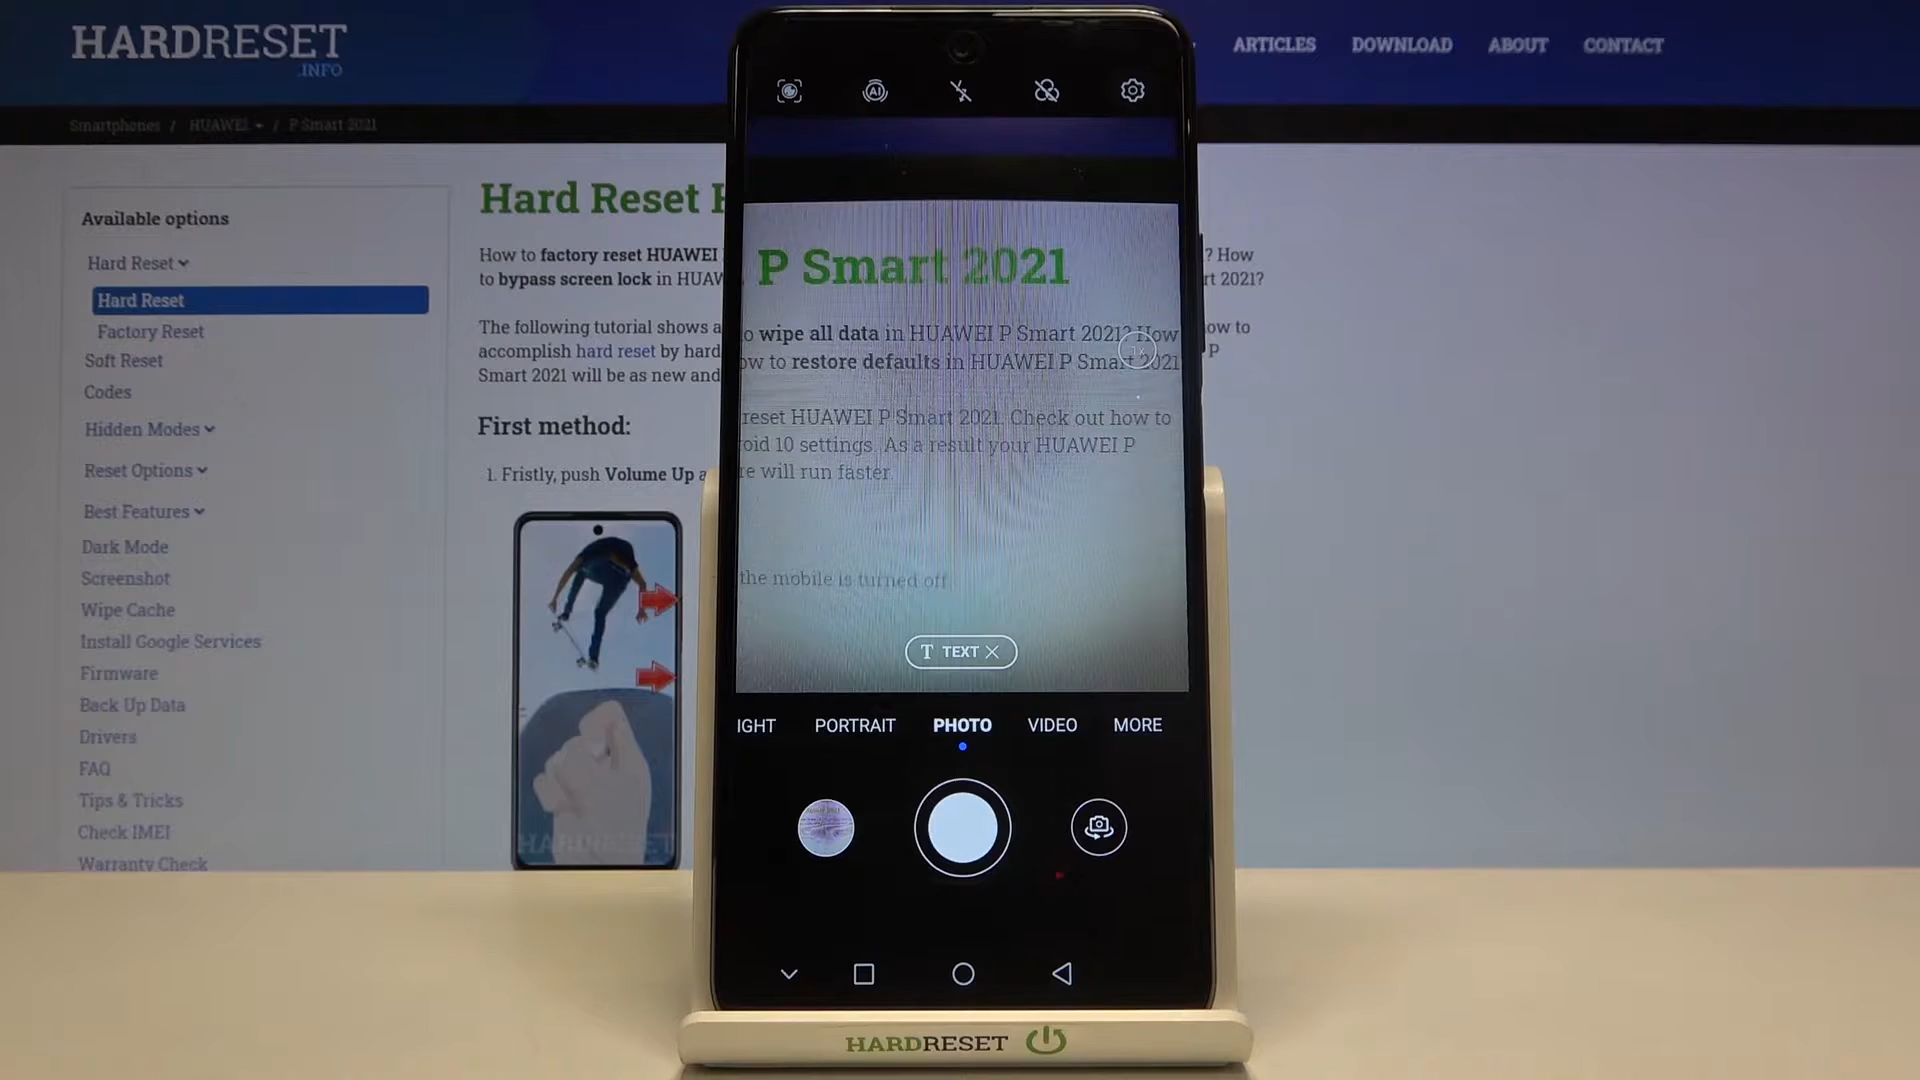 HARDRESET
.INFO
ARTICLES DOWNLOAD ABOUT CONTACT
Smartphones / HUAWEI / P Smart 2021
Available options
Hard Reset
Hard Reset
Factory Reset
Soft Reset
Codes
Hidden Modes
Reset Options
Best Features
Dark Mode
Screenshot
Wipe Cache
Install Google Services
Firmware
Back Up Data
Drivers
FAQ
Tips & Tricks
Check IMEI
Warranty Check
Hard Reset
How to factory reset HUAWEI ? How
to bypass screen lock in HUAW rt 2021?
The following tutorial shows a ow to
accomplish hard reset by hard P
Smart 2021 will be as new and
First method:
1. Fristly, push Volume Up a
HARDRESET
AI
P Smart 2021
o wipe all data in HUAWEI P Smart 2021? How
ow to restore defaults in HUAWEI P Smart 2021
reset HUAWEI P Smart 2021. Check out how to
oid 10 settings. As a result your HUAWEI P
re will run faster.
the mobile is turned off
T TEXT
IGHT PORTRAIT PHOTO VIDEO MORE
HARDRESET